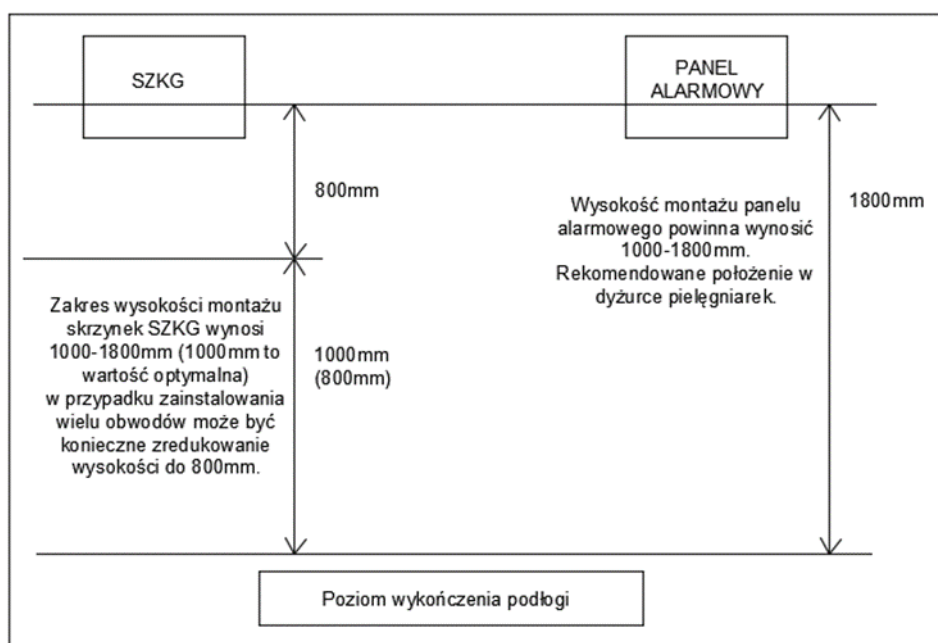 SZKG
PANEL
ALARMOWY
800mm
1800mm
Wysokość montażu panelu
alarmowego powinna wynosić
1000-1800mm.
Rekomendowane położenie w
dyżurce pielęgniarek.
Zakres wysokości montażu
skrzynek SZKG wynosi
1000-1800mm (1000mm to
wartość optymalna)
w przypadku zainstalowania
wielu obwodów może być
konieczne zredukowanie
wysokości do 800mm.
1000mm
(800mm)
Poziom wykończenia podłogi